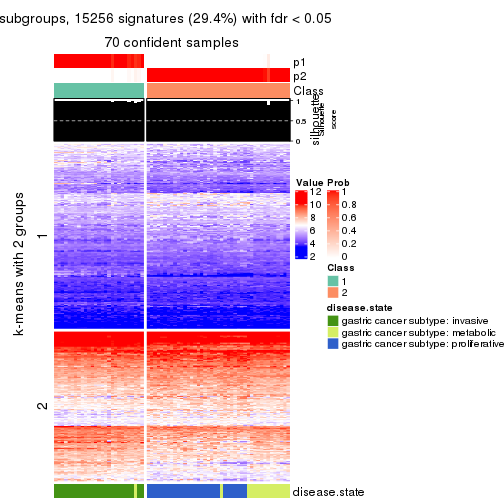 subgroups, 15256 signatures (29.4%) with fdr < 0.05
70 confident samples
p1
p2
Class
1
0.5
0
silhouette
score
k-means with 2 groups
1
2
Value
12
10
8
6
4
2
Prob
1
0.8
0.6
0.4
0.2
0
Class
1
2
disease.state
gastric cancer subtype: invasive
gastric cancer subtype: metabolic
gastric cancer subtype: proliferative
disease.state